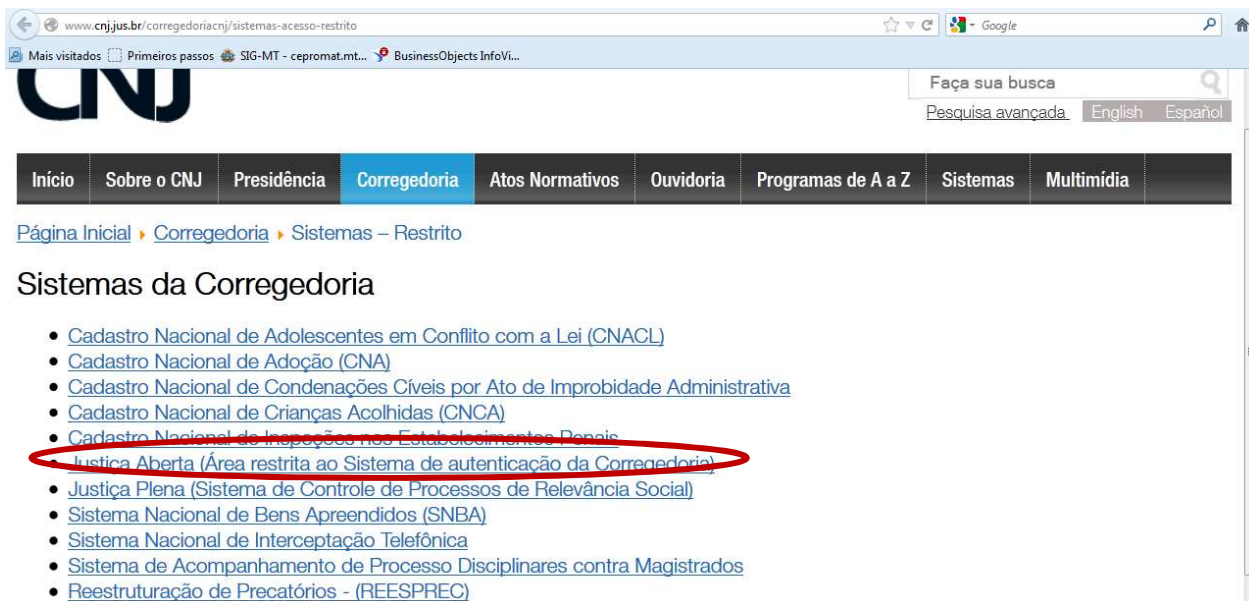 www.cnj.jus.br/corregedoriacnj/sistemas-acesso-restrito
Google
Mais visitados Primeiros passos SIG-MT - cepromat.mt... BusinessObjects InfoVi...
CNJ
Faça sua busca
Pesquisa avançada English Español
Início Sobre o CNJ Presidência Corregedoria Atos Normativos Ouvidoria Programas de A a Z Sistemas Multimídia
Página Inicial Corregedoria Sistemas – Restrito
Sistemas da Corregedoria
Cadastro Nacional de Adolescentes em Conflito com a Lei (CNACL)
Cadastro Nacional de Adoção (CNA)
Cadastro Nacional de Condenações Cíveis por Ato de Improbidade Administrativa
Cadastro Nacional de Crianças Acolhidas (CNCA)
Cadastro Nacional de Inspeções nos Estabelecimentos Penais
Justiça Aberta (Área restrita ao Sistema de autenticação da Corregedoria)
Justiça Plena (Sistema de Controle de Processos de Relevância Social)
Sistema Nacional de Bens Apreendidos (SNBA)
Sistema Nacional de Interceptação Telefônica
Sistema de Acompanhamento de Processo Disciplinares contra Magistrados
Reestruturação de Precatórios - (REESPREC)